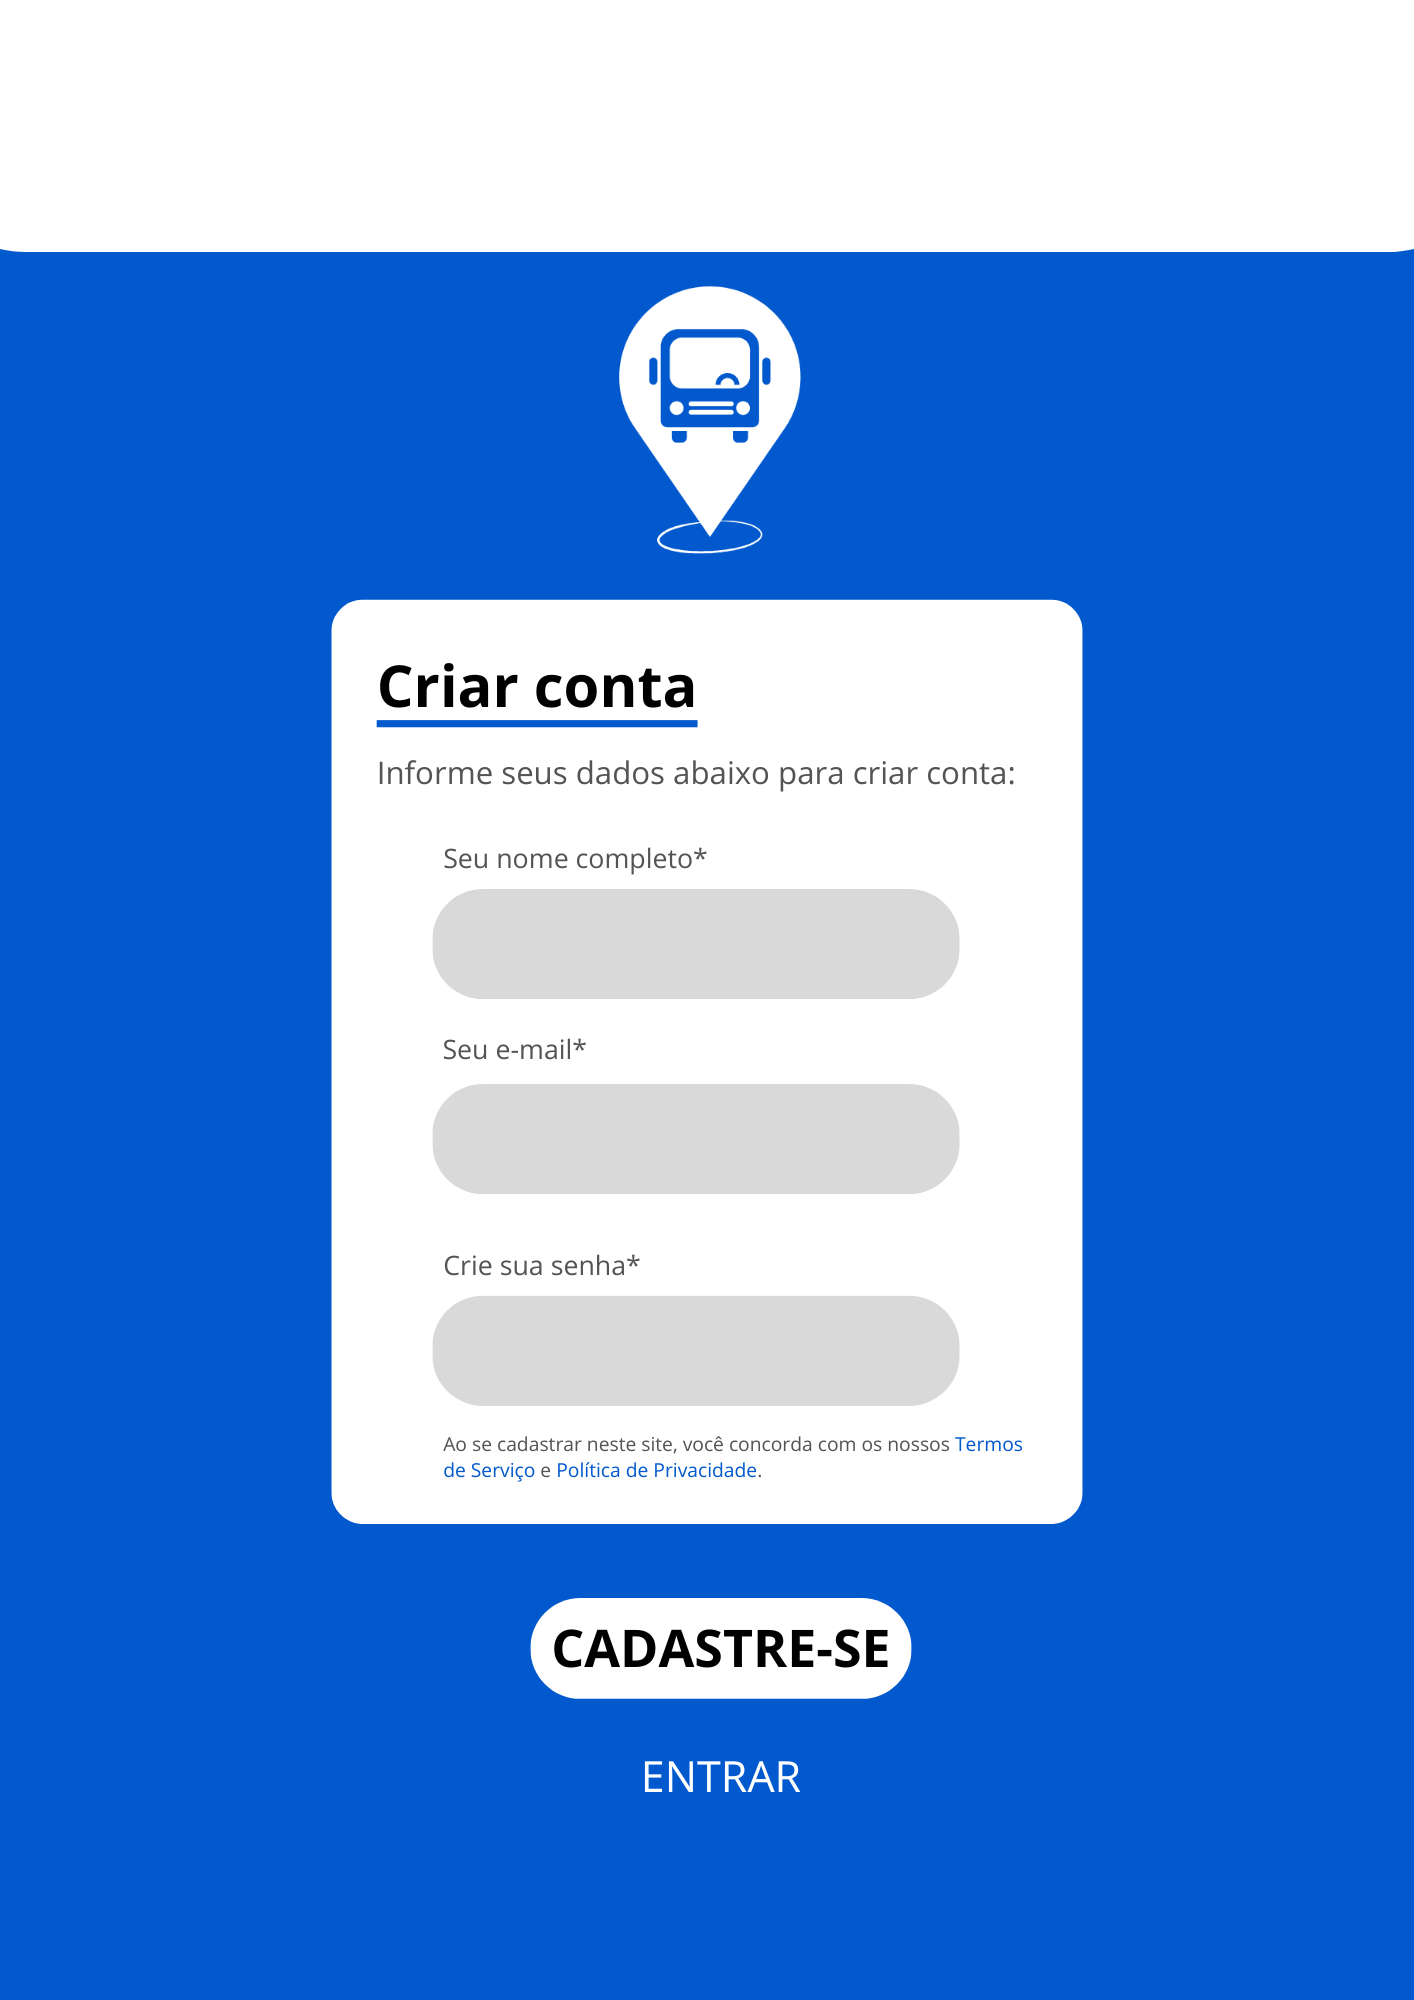 Criar conta
Informe seus dados abaixo para criar conta:
Seu nome completo*
Seu e-mail*
Crie sua senha*
Ao se cadastrar neste site, você concorda com os nossos Termos
de Serviço e Política de Privacidade.
CADASTRE-SE
ENTRAR